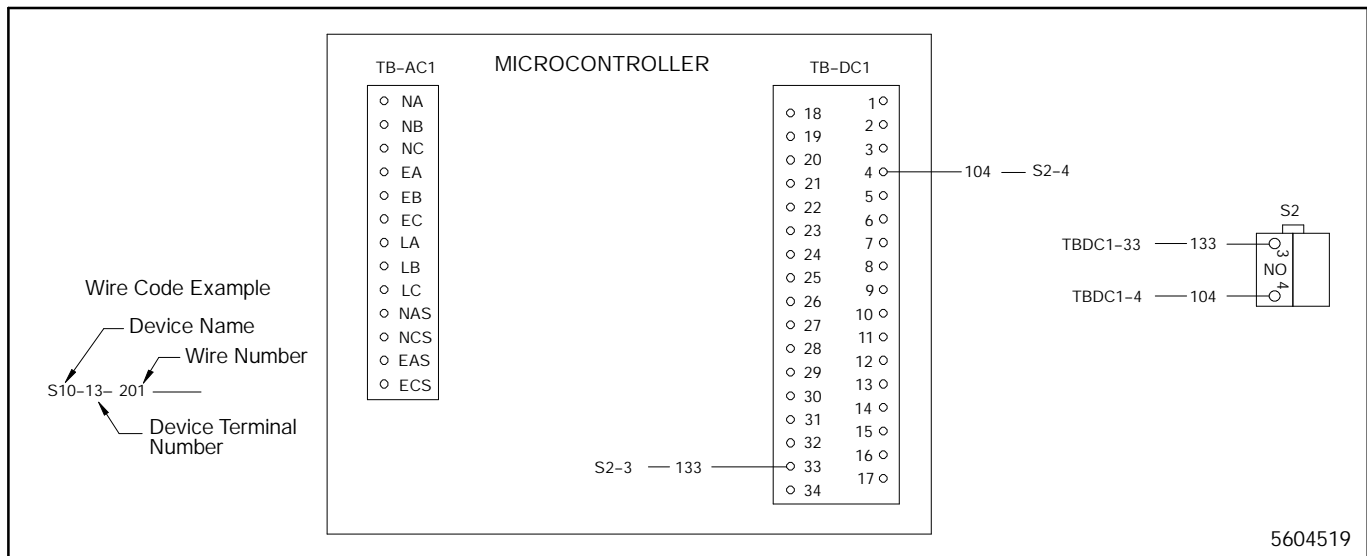 MICROCONTROLLER
TB-AC1
NA
NB
NC
EA
EB
EC
LA
LB
LC
NAS
NCS
EAS
ECS
TB-DC1
18
19
20
21
22
23
24
25
26
27
28
29
30
31
32
33
34
1
2
3
4
5
6
7
8
9
10
11
12
13
14
15
16
17
104 S2-4
S2-3 133
S2
TBDC1-33 133 3
NO
TBDC1-4 104 4
Wire Code Example
Device Name
Wire Number
S10-13- 201
Device Terminal
Number
5604519